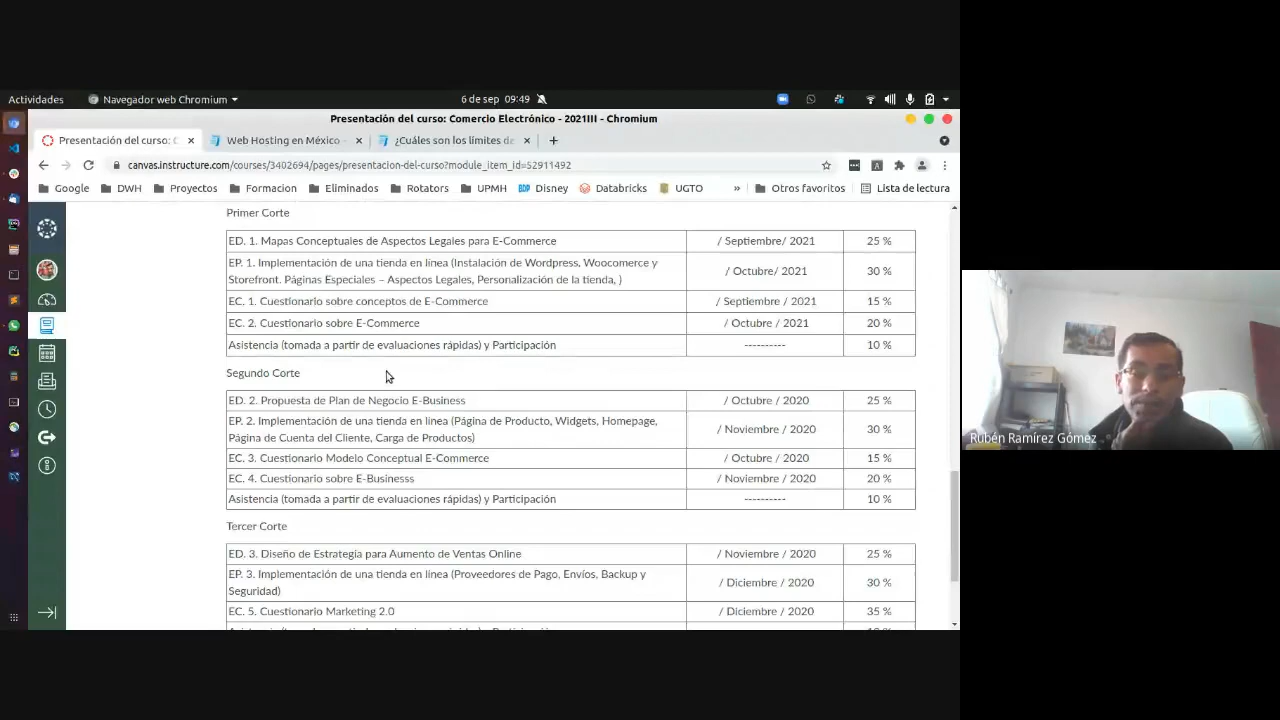 Actividades
Navegador web Chromium
6 de sep 09:49
Presentación del curso: Comercio Electrónico - 2021III - Chromium
Presentación del curso: C
Web Hosting en México -
¿Cuáles son los límites de
canvas.instructure.com/courses/3402694/pages/presentacion-del-curso?module_item_id=52911492
Google
DWH
Proyectos
Formacion
Eliminados
Rotators
UPMH
BDP Disney
Databricks
UGTO
»
Otros favoritos
Lista de lectura
Primer Corte
ED. 1. Mapas Conceptuales de Aspectos Legales para E-Commerce / Septiembre/ 2021 25 %
EP. 1. Implementación de una tienda en línea (Instalación de Wordpress, Woocomerce y
Storefront. Páginas Especiales – Aspectos Legales, Personalización de la tienda, ) / Octubre/ 2021 30 %
EC. 1. Cuestionario sobre conceptos de E-Commerce / Septiembre / 2021 15 %
EC. 2. Cuestionario sobre E-Commerce / Octubre / 2021 20 %
Asistencia (tomada a partir de evaluaciones rápidas) y Participación ---------- 10 %
Segundo Corte
ED. 2. Propuesta de Plan de Negocio E-Business / Octubre / 2020 25 %
EP. 2. Implementación de una tienda en línea (Página de Producto, Widgets, Homepage,
Página de Cuenta del Cliente, Carga de Productos) / Noviembre / 2020 30 %
EC. 3. Cuestionario Modelo Conceptual E-Commerce / Octubre / 2020 15 %
EC. 4. Cuestionario sobre E-Businesss / Noviembre / 2020 20 %
Asistencia (tomada a partir de evaluaciones rápidas) y Participación ---------- 10 %
Tercer Corte
ED. 3. Diseño de Estrategia para Aumento de Ventas Online / Noviembre / 2020 25 %
EP. 3. Implementación de una tienda en línea (Proveedores de Pago, Envíos, Backup y
Seguridad) / Diciembre / 2020 30 %
EC. 5. Cuestionario Marketing 2.0 / Diciembre / 2020 35 %
Rubén Ramírez Gómez